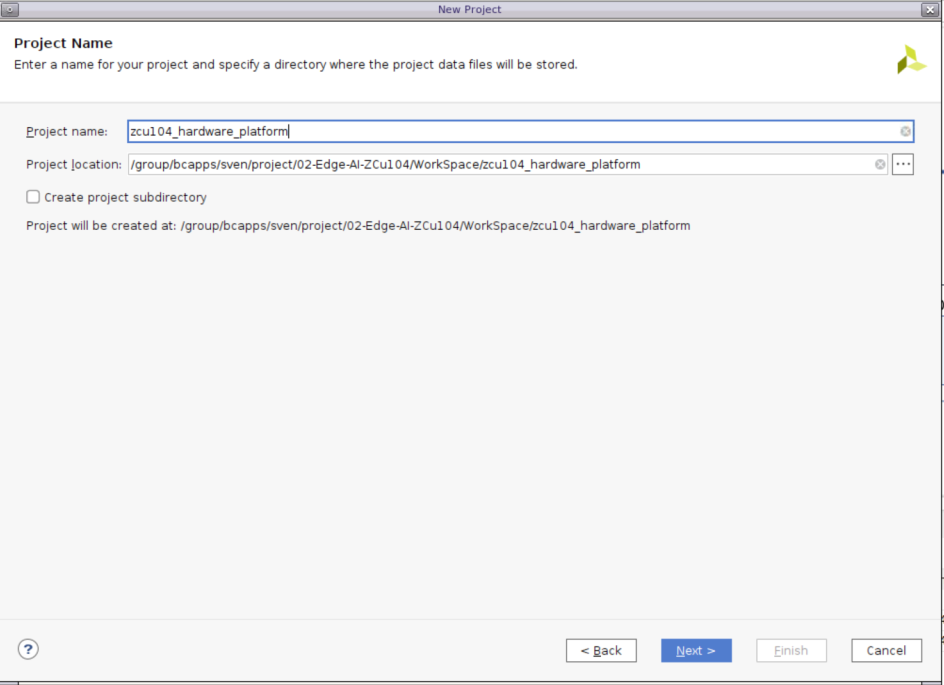 New Project
Project Name
Enter a name for your project and specify a directory where the project data files will be stored.
Project name: zcu104_hardware_platform
Project location: /group/bcapps/sven/project/02-Edge-AI-ZCu104/WorkSpace/zcu104_hardware_platform ...
Create project subdirectory
Project will be created at: /group/bcapps/sven/project/02-Edge-AI-ZCu104/WorkSpace/zcu104_hardware_platform
? < Back Next > Finish Cancel